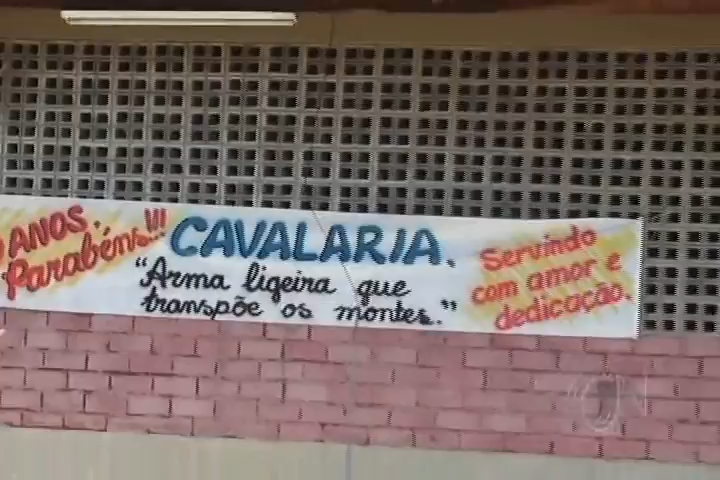 ANOS..
Parabéns!!!
CAVALARIA.
"Arma ligeira que
transpõe os montes."
Servindo
com amor e
dedicação.